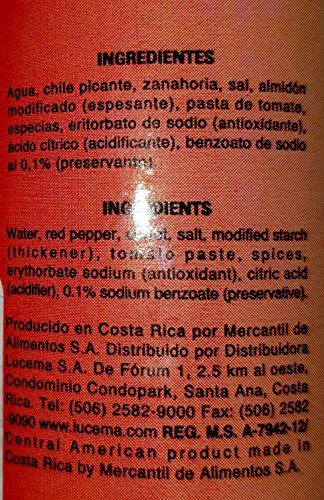 INGREDIENTES
Agua, chile picante, zanahoria, sal, almidón
modificado (espesante), pasta de tomate,
especias, eritorbato de sodio (antioxidante),
ácido cítrico (acidificante), benzoato de sodio
al 0,1% (preservante).
INGREDIENTS
Water, red pepper, salt, modified starch
(thickener), tomato paste, spices,
erythorbate sodium (antioxidant), citric acid
(acidifier), 0.1% sodium benzoate (preservative).
Producido en Costa Rica por Mercantil de
Alimentos S.A. Distribuido por Distribuidora
Lucema S.A. De Fórum 1, 2.5 km al oeste,
Condominio Condopark, Santa Ana, Costa
Rica. Tel: (506) 2582-9000 Fax: (506) 2582
-9090 www.lucema.com REG. M.S. A-7942-12/
Central American product made in
Costa Rica by Mercantil de Alimentos S.A.